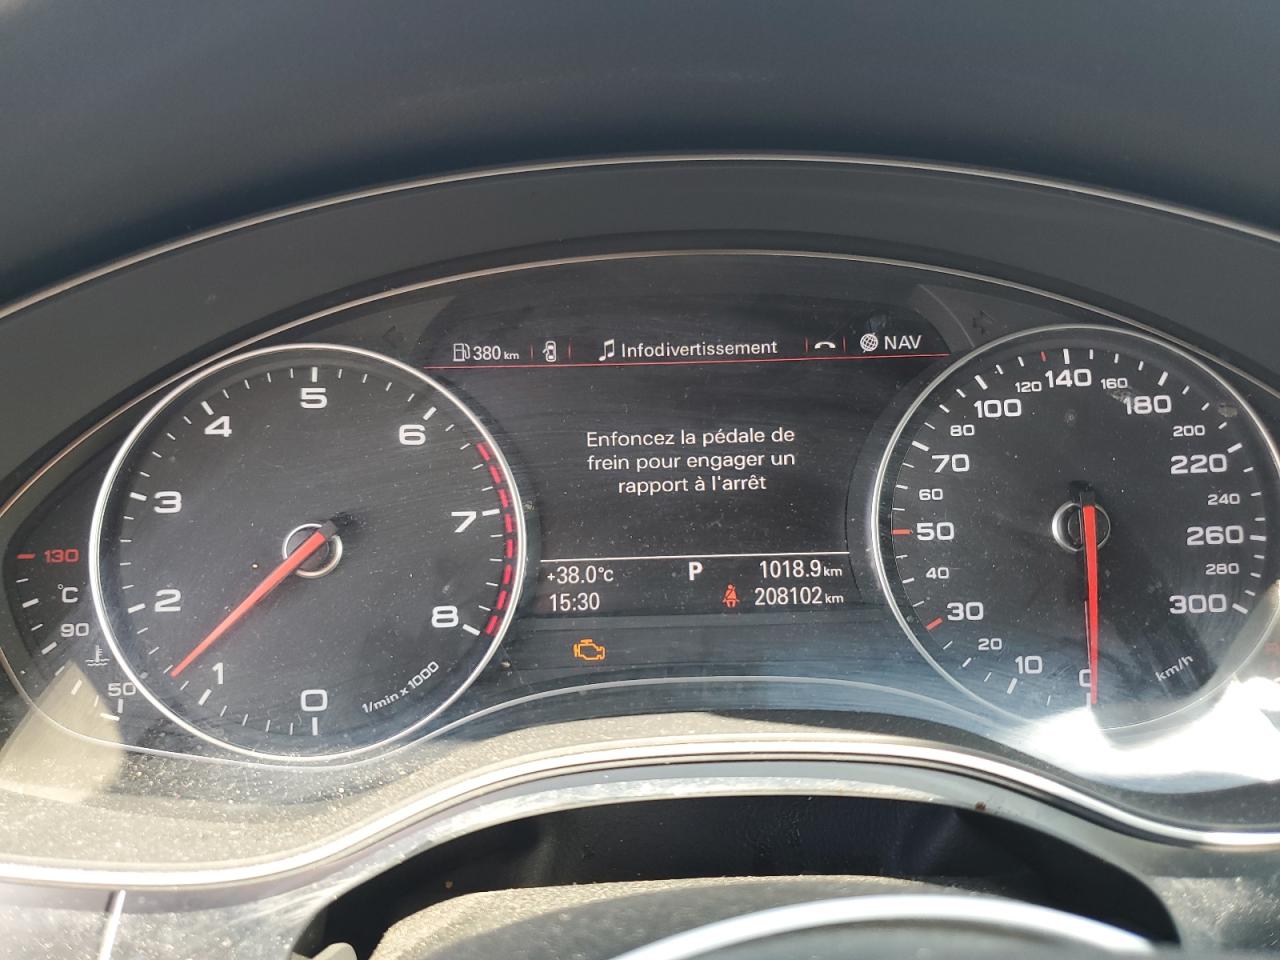 380 km
Infodivertissement
NAV
Enfoncez la pédale de
frein pour engager un
rapport à l'arrêt
+38.0°c
P
1018.9 km
15:30
208102 km
0
1
2
3
4
5
6
7
8
1/min x 1000
130
°C
90
50
0
10
20
30
40
50
60
70
80
100
120
140
160
180
200
220
240
260
280
300
km/h